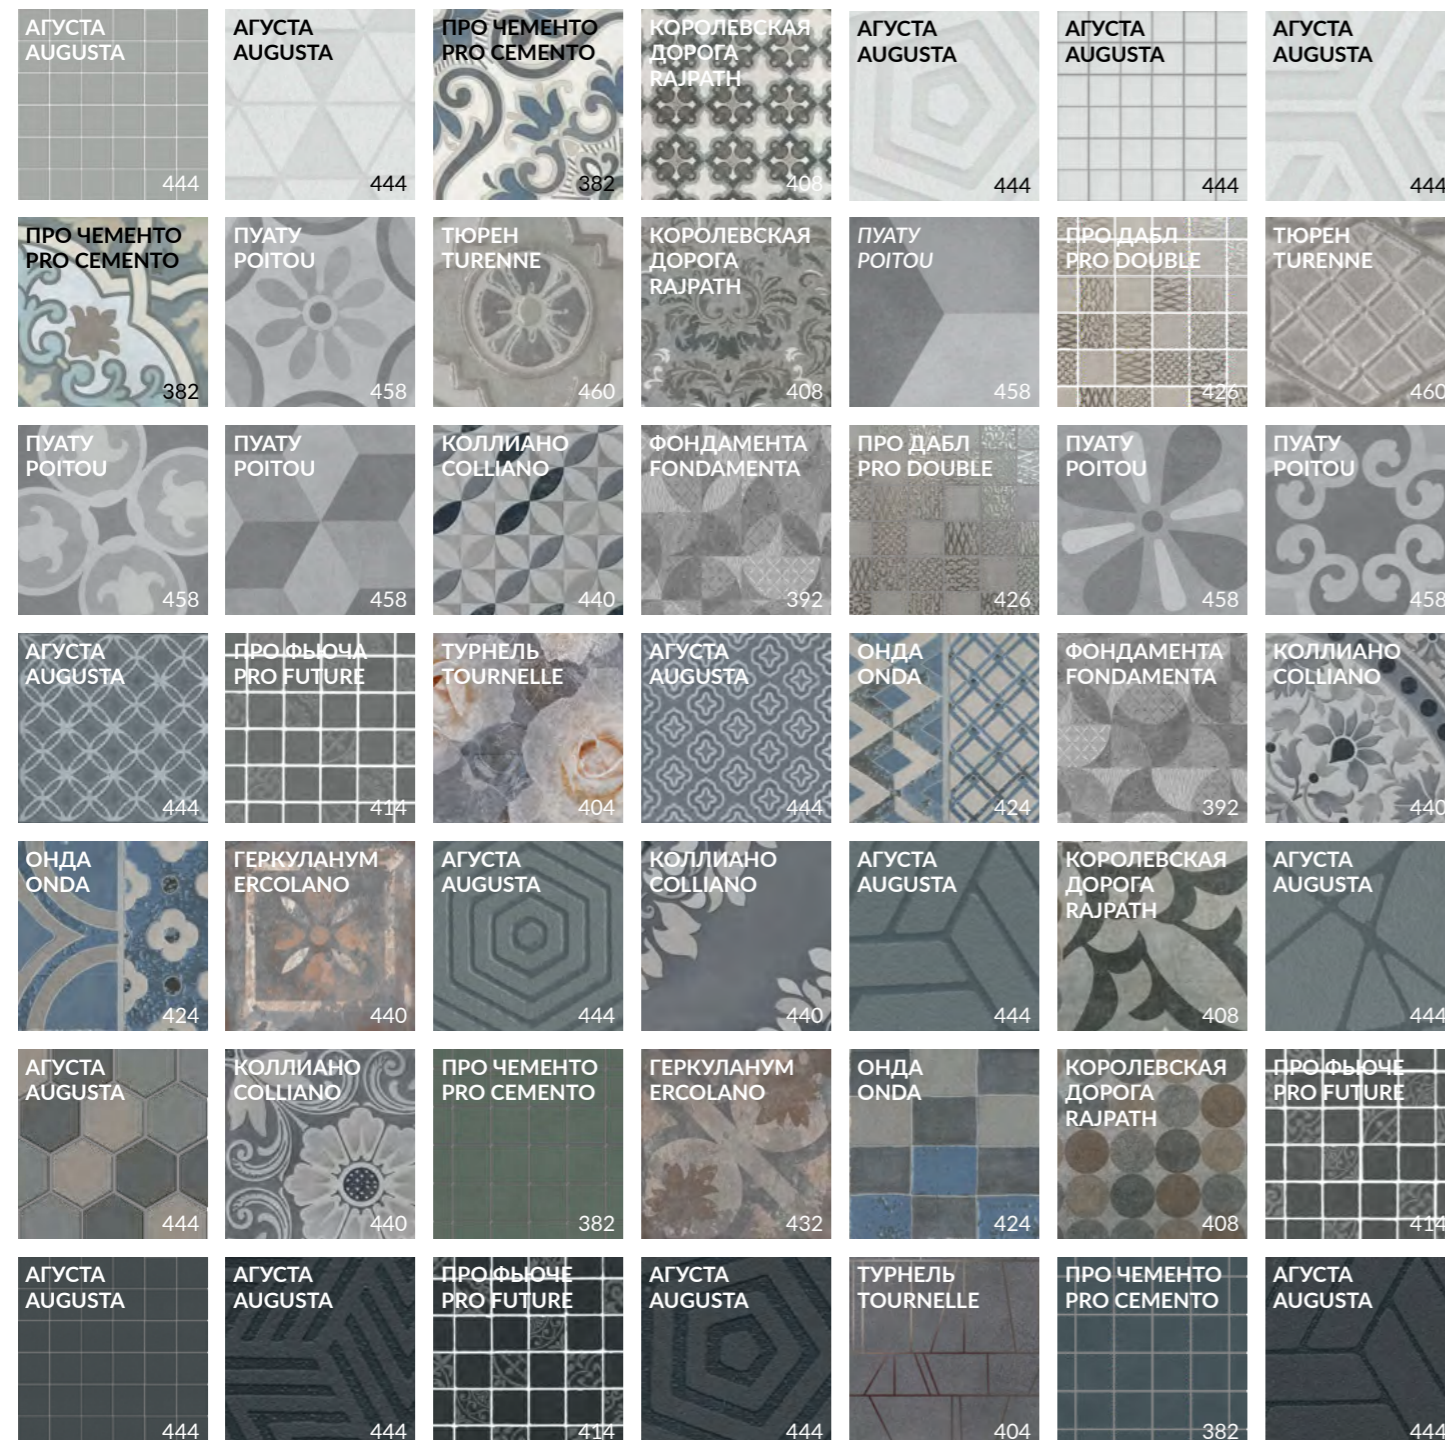 АГУСТА
AUGUSTA
444
АГУСТА
AUGUSTA
444
ПРО ЧЕМЕНТО
PRO CEMENTO
382
КОРОЛЕВСКАЯ
ДОРОГА
RAJPATH
408
АГУСТА
AUGUSTA
444
АГУСТА
AUGUSTA
444
АГУСТА
AUGUSTA
444
ПРО ЧЕМЕНТО
PRO CEMENTO
382
ПУАТУ
POITOU
458
ТЮРЕН
TURENNE
460
КОРОЛЕВСКАЯ
ДОРОГА
RAJPATH
408
ПУАТУ
POITOU
458
ПРО ДАБЛ
PRO DOUBLE
426
ТЮРЕН
TURENNE
460
ПУАТУ
POITOU
458
ПУАТУ
POITOU
458
КОЛЛИАНО
COLLIANO
440
ФОНДАМЕНТА
FONDAMENTA
392
ПРО ДАБЛ
PRO DOUBLE
426
ПУАТУ
POITOU
458
ПУАТУ
POITOU
458
АГУСТА
AUGUSTA
444
ПРО ФЬЮЧА
PRO FUTURE
414
ТУРНЕЛЬ
TOURNELLE
404
АГУСТА
AUGUSTA
444
ОНДА
ONDA
424
ФОНДАМЕНТА
FONDAMENTA
392
КОЛЛИАНО
COLLIANO
440
ОНДА
ONDA
424
ГЕРКУЛАНУМ
ERCOLANO
440
АГУСТА
AUGUSTA
444
КОЛЛИАНО
COLLIANO
440
АГУСТА
AUGUSTA
444
КОРОЛЕВСКАЯ
ДОРОГА
RAJPATH
408
АГУСТА
AUGUSTA
444
АГУСТА
AUGUSTA
444
КОЛЛИАНО
COLLIANO
440
ПРО ЧЕМЕНТО
PRO CEMENTO
382
ГЕРКУЛАНУМ
ERCOLANO
432
ОНДА
ONDA
424
КОРОЛЕВСКАЯ
ДОРОГА
RAJPATH
408
ПРО ФЬЮЧЕ
PRO FUTURE
414
АГУСТА
AUGUSTA
444
АГУСТА
AUGUSTA
444
ПРО ФЬЮЧЕ
PRO FUTURE
414
АГУСТА
AUGUSTA
444
ТУРНЕЛЬ
TOURNELLE
404
ПРО ЧЕМЕНТО
PRO CEMENTO
382
АГУСТА
AUGUSTA
444